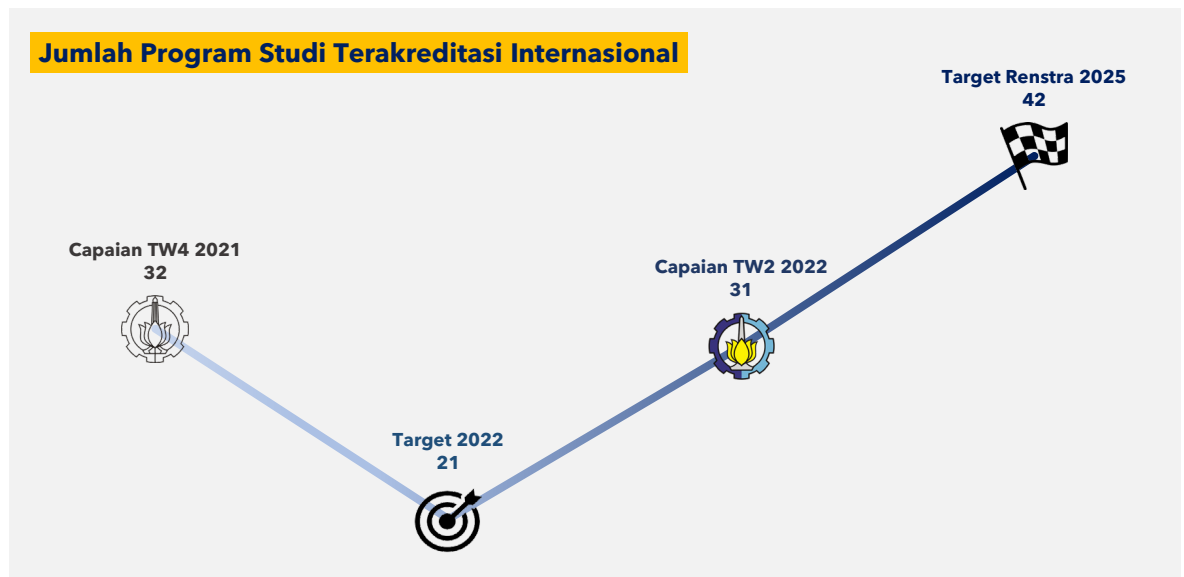 Jumlah Program Studi Terakreditasi Internasional
Target Renstra 2025
42
Capaian TW4 2021
32
Capaian TW2 2022
31
Target 2022
21